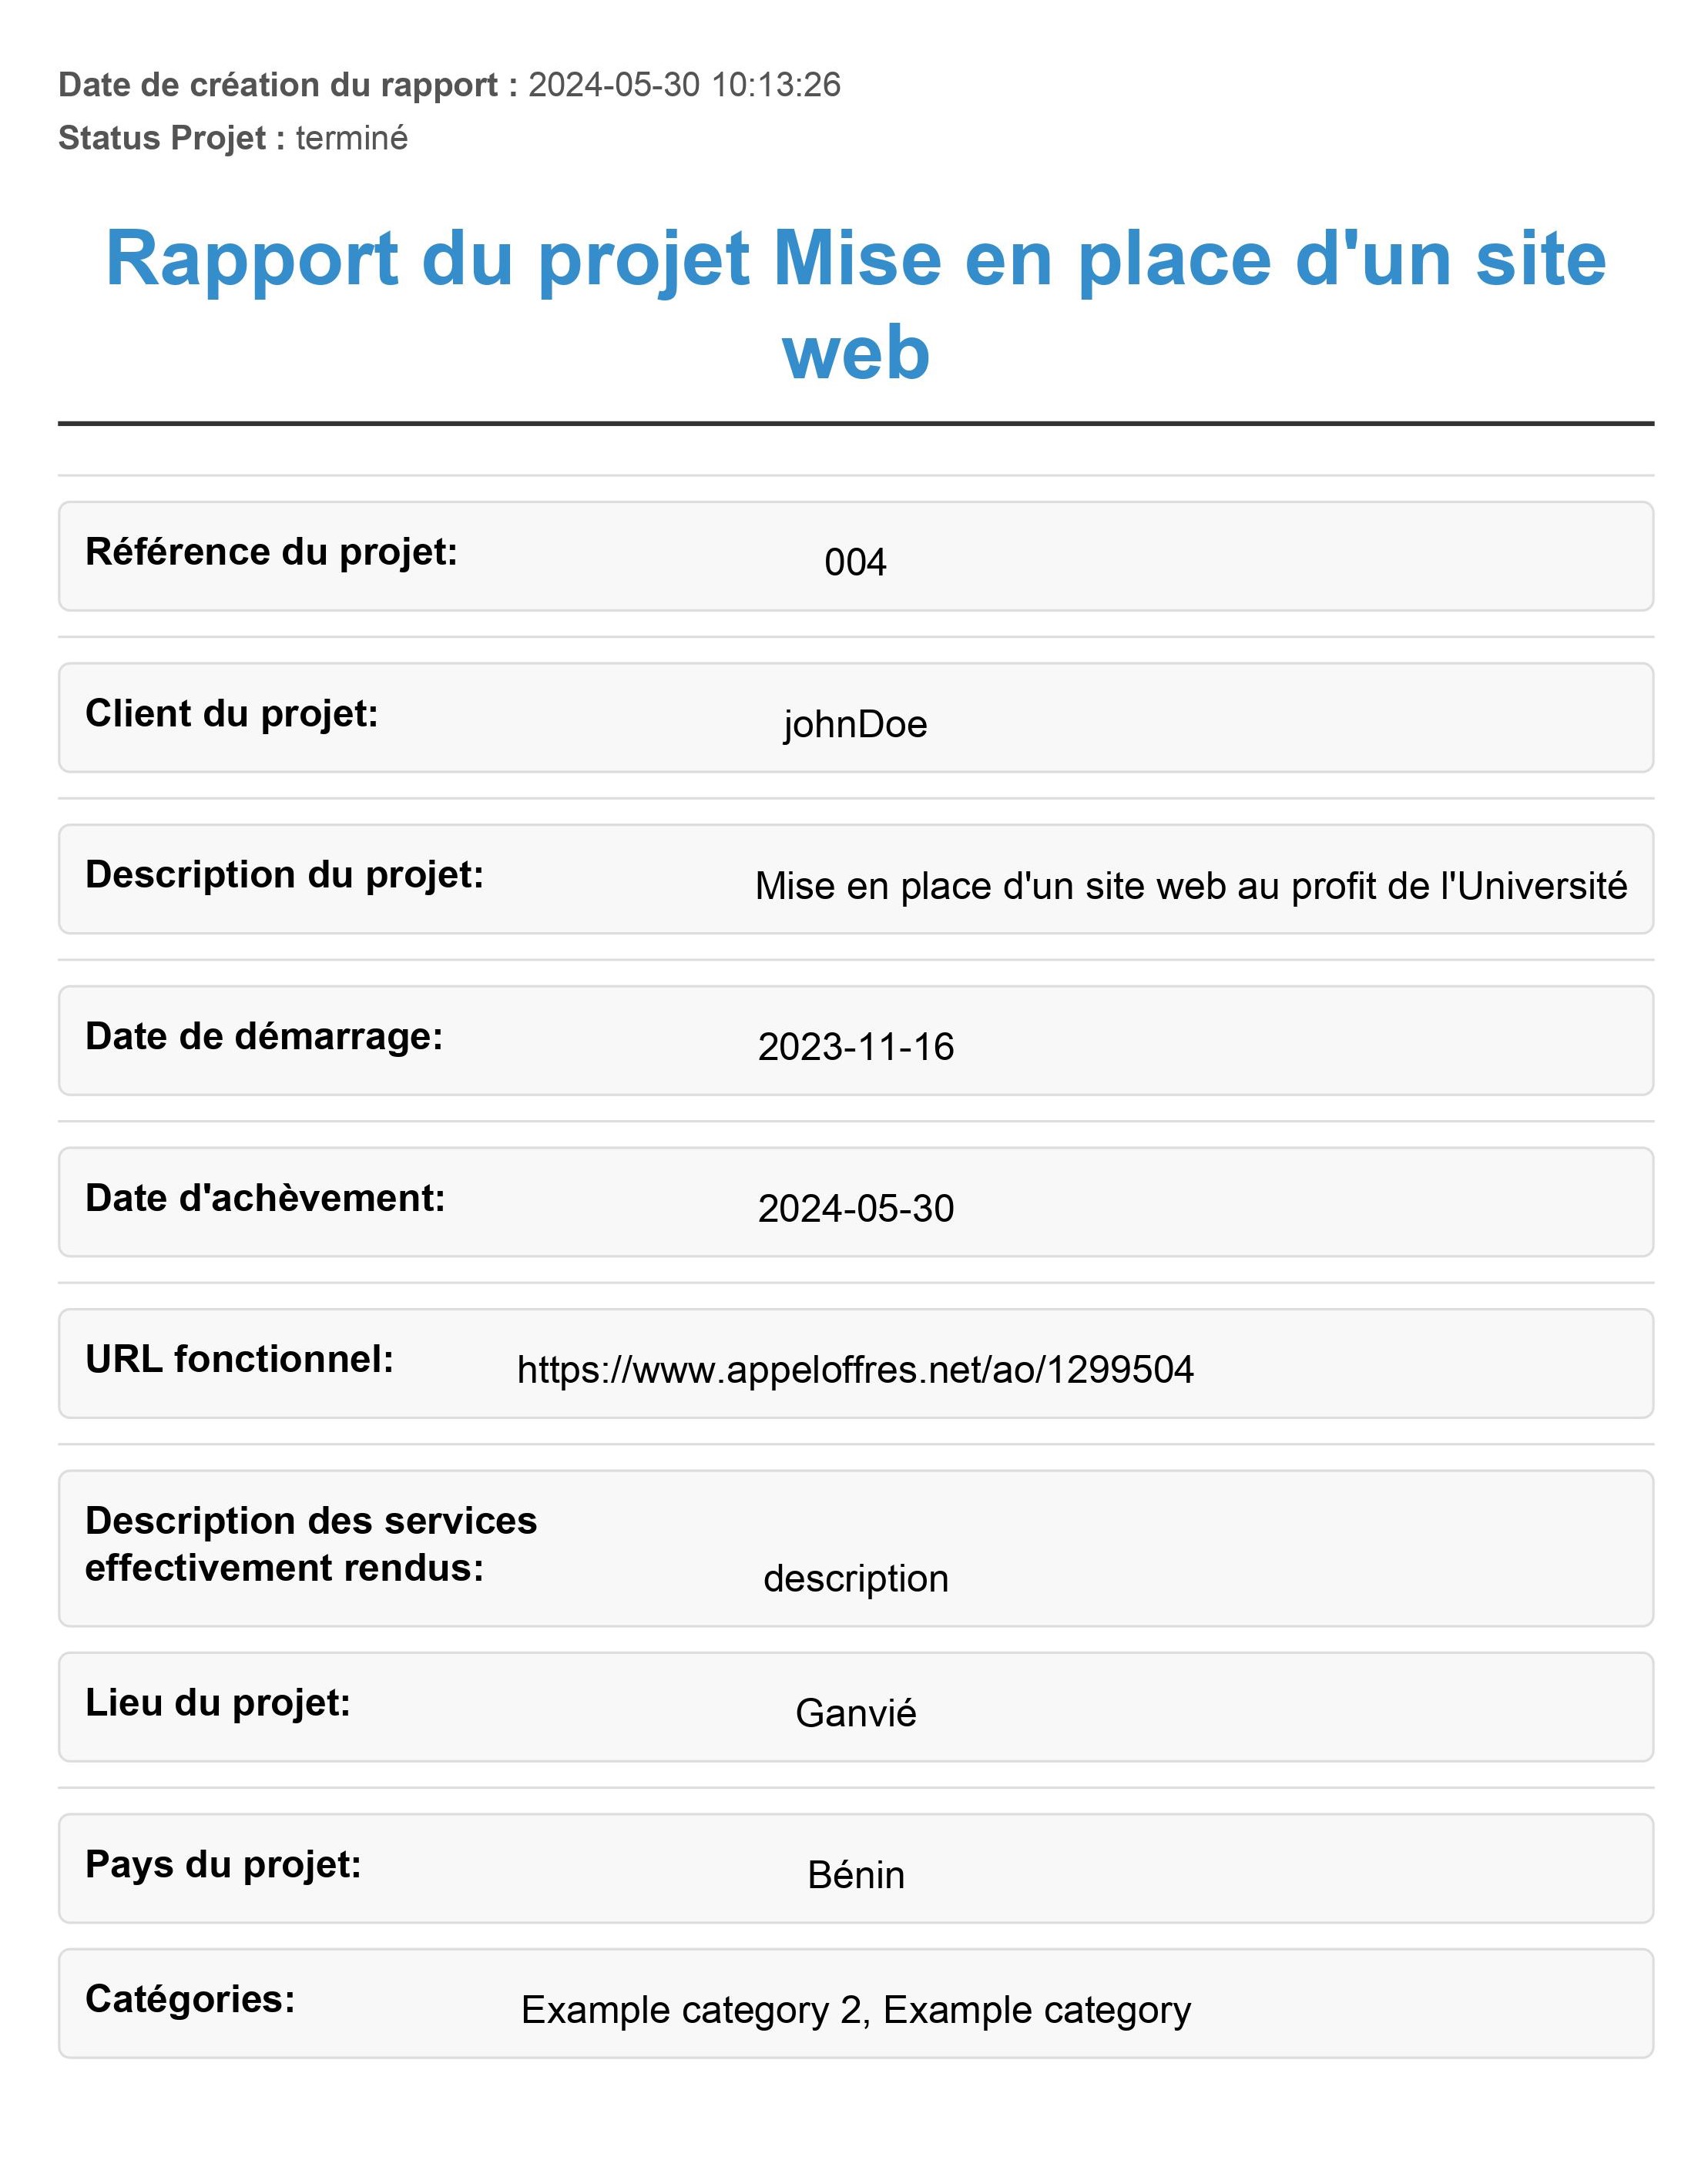 Date de création du rapport : 2024-05-30 10:13:26
Status Projet : terminé
Rapport du projet Mise en place d'un site
web
Référence du projet:
004
Client du projet:
johnDoe
Description du projet:
Mise en place d'un site web au profit de l'Université
Date de démarrage:
2023-11-16
Date d'achèvement:
2024-05-30
URL fonctionnel:
https://www.appeloffres.net/ao/1299504
Description des services
effectivement rendus:
description
Lieu du projet:
Ganvié
Pays du projet:
Bénin
Catégories:
Example category 2, Example category